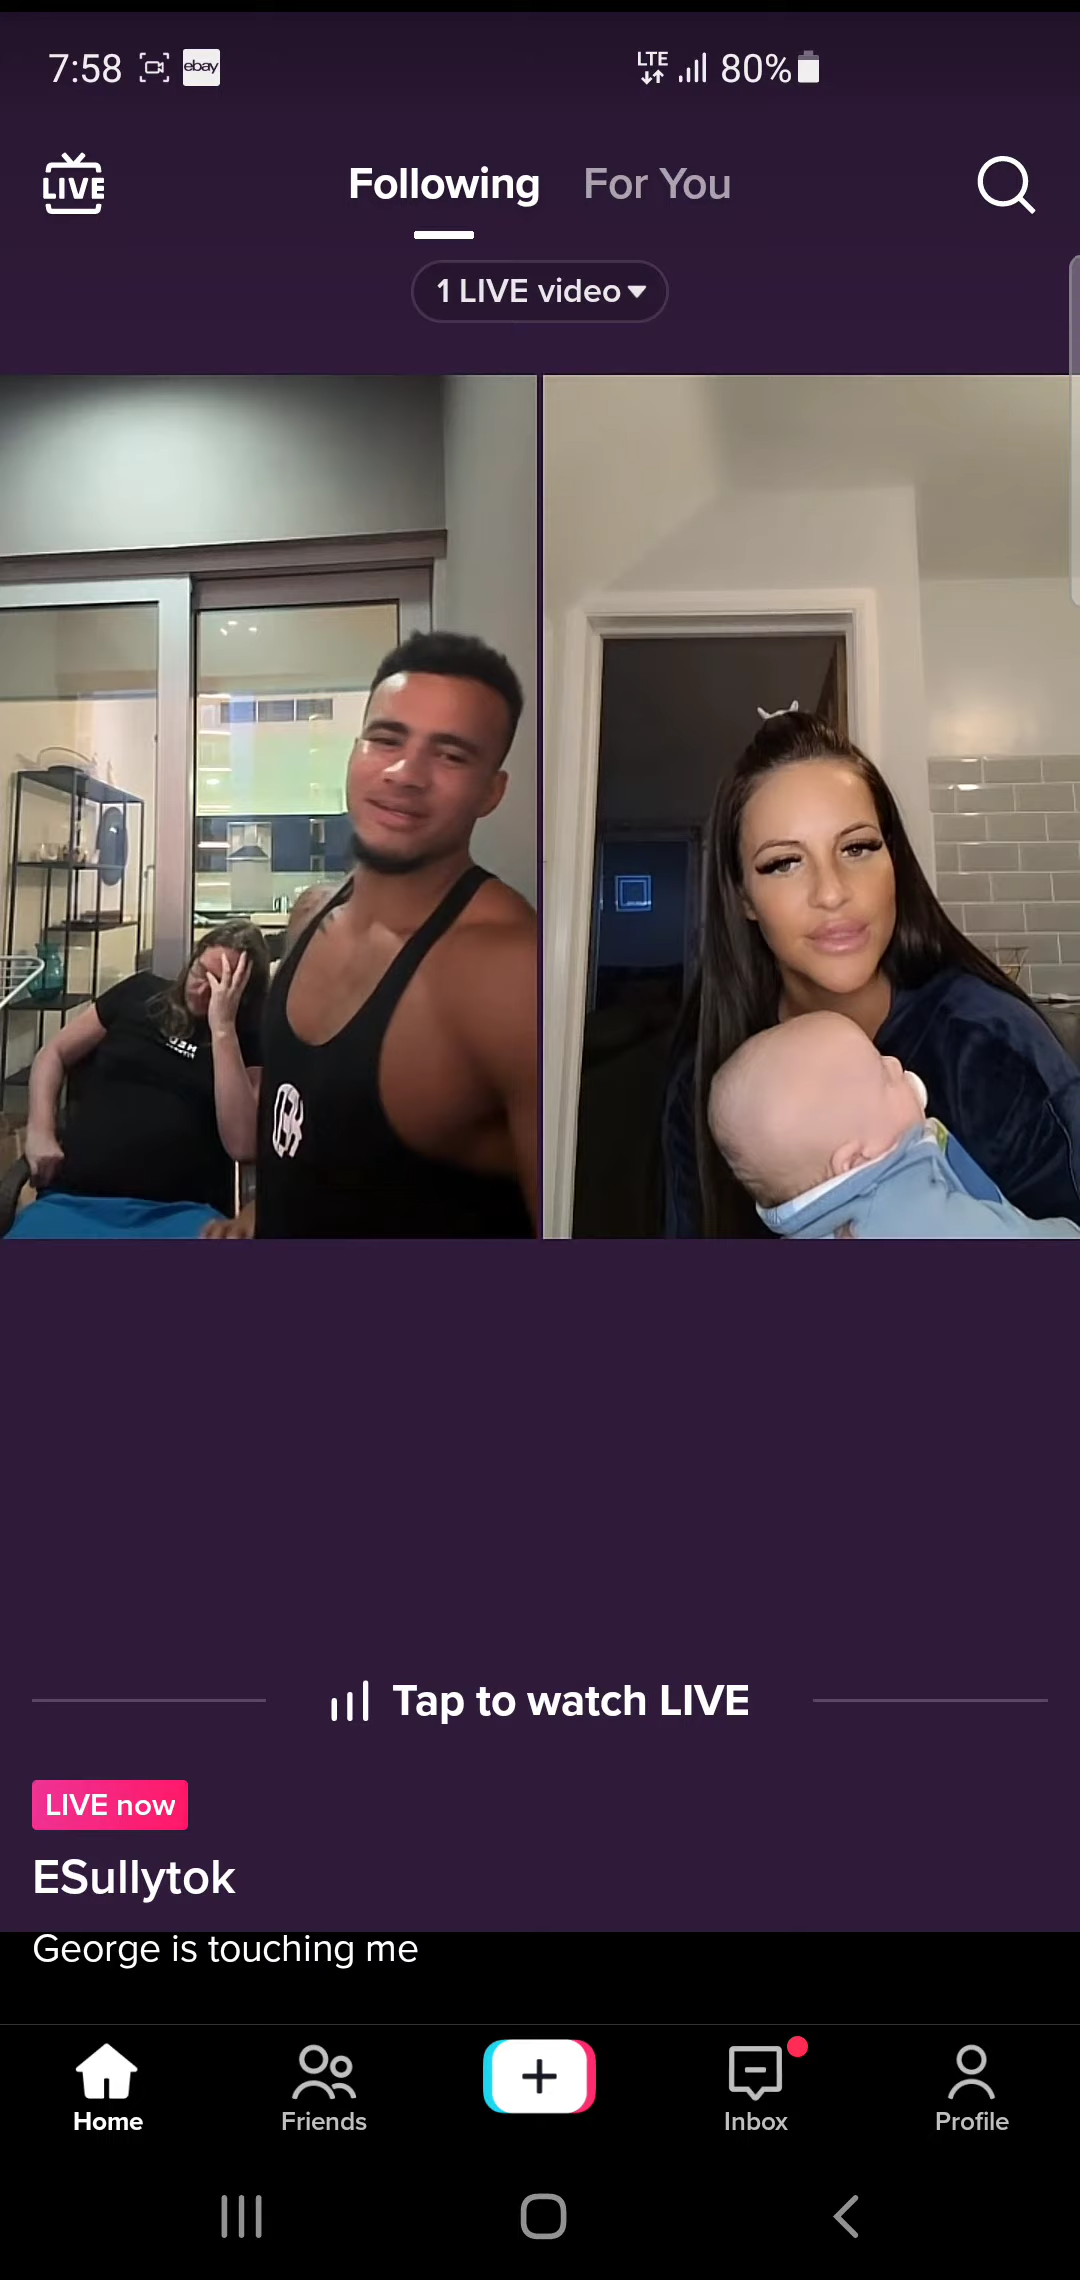 7:58 ebay LTE 80%
LIVE Following For You
1 LIVE video
Tap to watch LIVE
LIVE now
ESullytok
George is touching me
Home Friends Inbox Profile